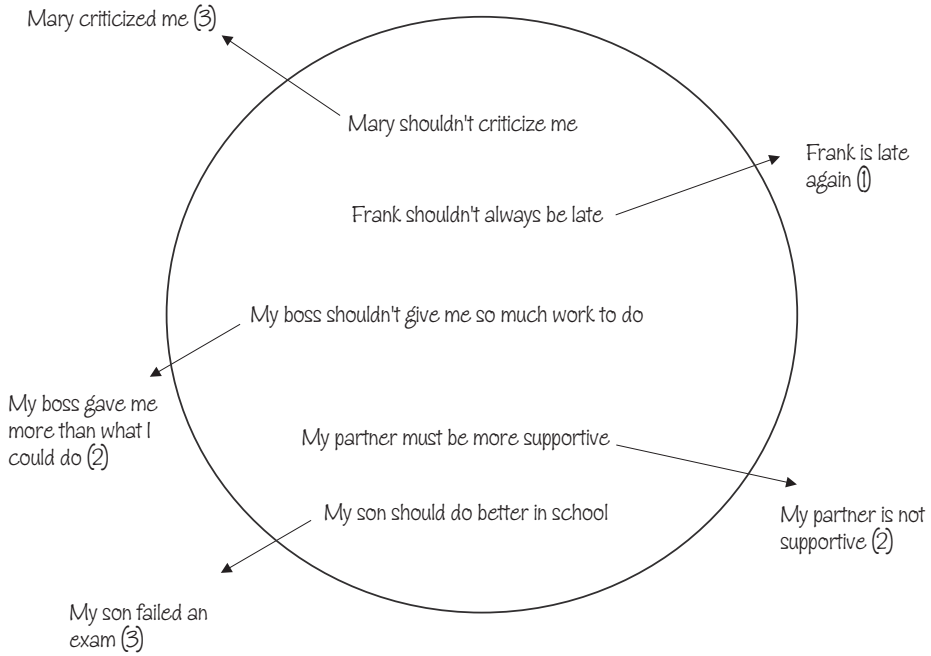 Mary criticized me (3)
Mary shouldn't criticize me
Frank is late
again (1)
Frank shouldn't always be late
My boss shouldn't give me so much work to do
My boss gave me
more than what I
could do (2)
My partner must be more supportive
My son should do better in school
My partner is not
supportive (2)
My son failed an
exam (3)